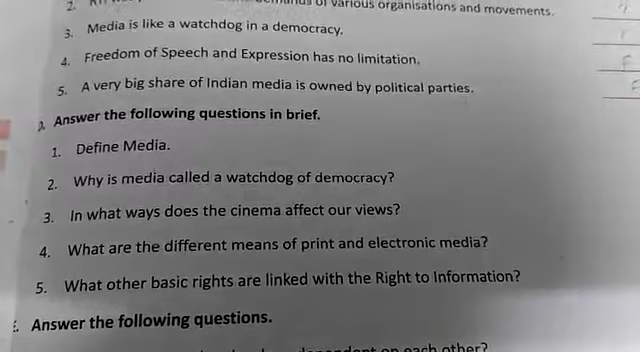 2. of various organisations and movements.
3. Media is like a watchdog in a democracy.
4. Freedom of Speech and Expression has no limitation.
F
5. A very big share of Indian media is owned by political parties.
D. Answer the following questions in brief.
1. Define Media.
2. Why is media called a watchdog of democracy?
3. In what ways does the cinema affect our views?
4. What are the different means of print and electronic media?
5. What other basic rights are linked with the Right to Information?
E. Answer the following questions.
on each other?